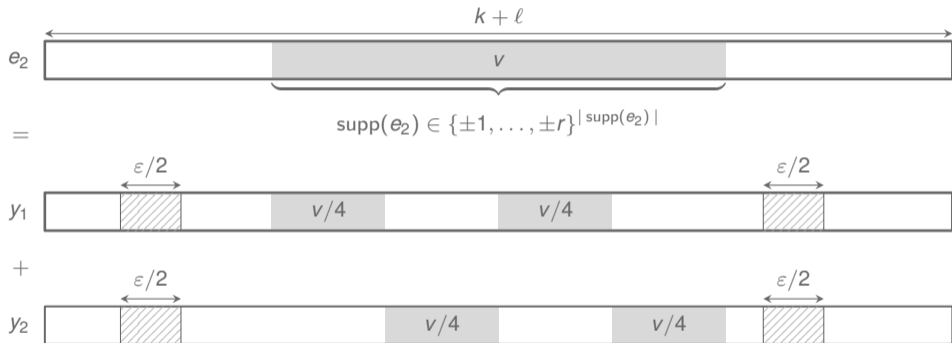 k + ℓ
e₂ v
supp(e₂) ∈ {±1, …, ±r}^{| supp(e₂) |}
=
ε/2 ε/2
y₁ v/4 v/4
+
ε/2 ε/2
y₂ v/4 v/4